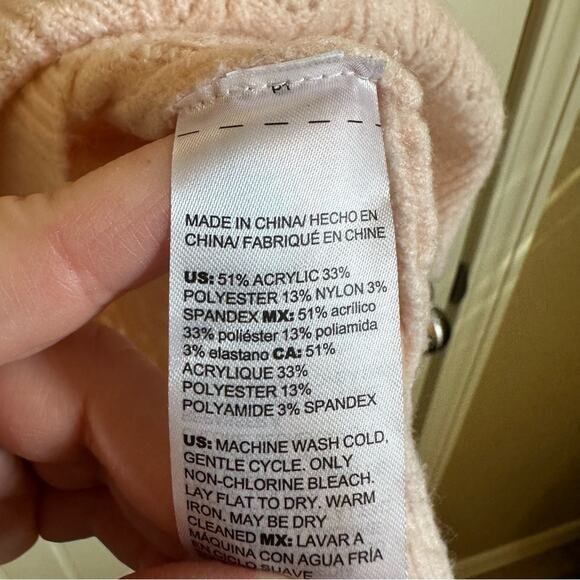 MADE IN CHINA/ HECHO EN
CHINA/ FABRIQUÉ EN CHINE
US: 51% ACRYLIC 33%
POLYESTER 13% NYLON 3%
SPANDEX MX: 51% acrílico
33% poliéster 13% poliamida
3% elastano CA: 51%
ACRYLIQUE 33%
POLYESTER 13%
POLYAMIDE 3% SPANDEX
US: MACHINE WASH COLD,
GENTLE CYCLE. ONLY
NON-CHLORINE BLEACH.
LAY FLAT TO DRY. WARM
IRON. MAY BE DRY
CLEANED MX: LAVAR A
MÁQUINA CON AGUA FRÍA
EN CICLO SUAVE